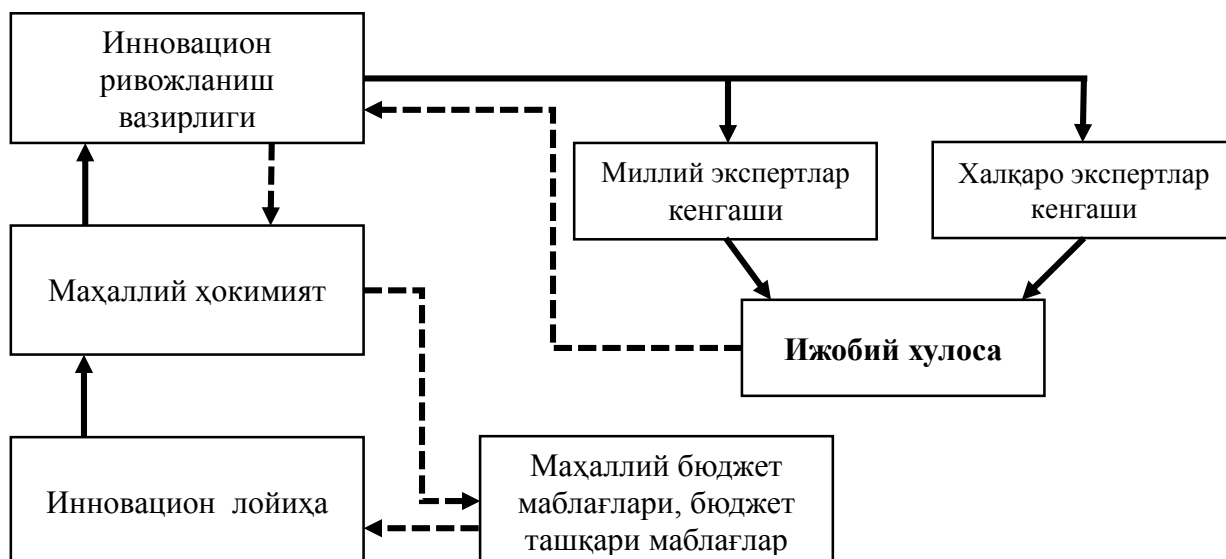 Инновацион
ривожланиш
вазирлиги
Миллий экспертлар
кенгаши
Халқаро экспертлар
кенгаши
Маҳаллий ҳокимият
Ижобий хулоса
Инновацион лойиҳа
Маҳаллий бюджет
маблағлари, бюджет
ташқари маблағлар